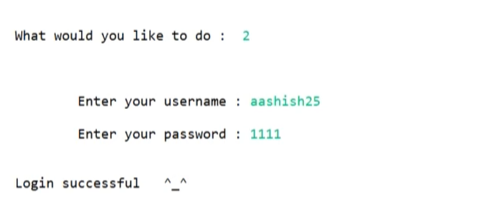 What would you like to do :  2
Enter your username : aashish25
Enter your password : 1111
Login successful   ^_^